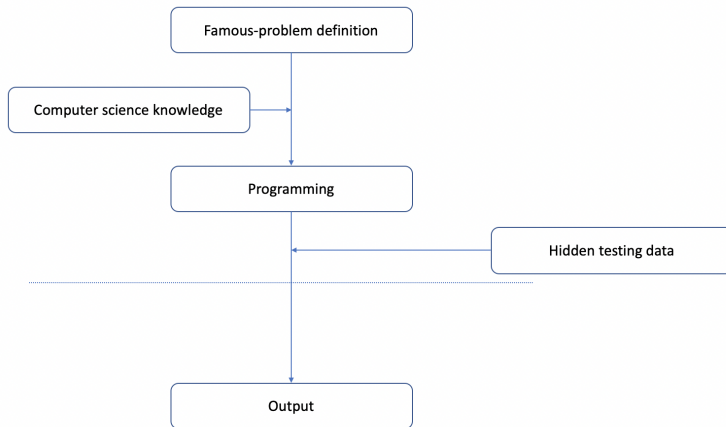 Famous-problem definition
Computer science knowledge
Programming
Hidden testing data
Output